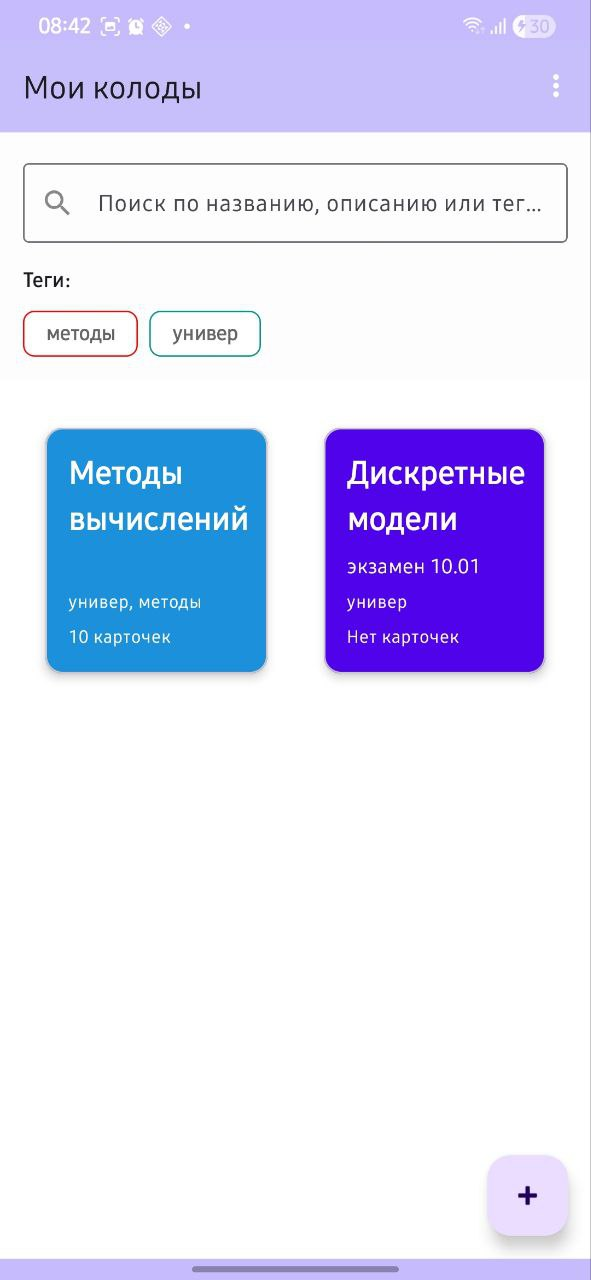 08:42
30
Мои колоды
Поиск по названию, описанию или тег...
Теги:
методы
универ
Методы
вычислений
универ, методы
10 карточек
Дискретные
модели
экзамен 10.01
универ
Нет карточек
+